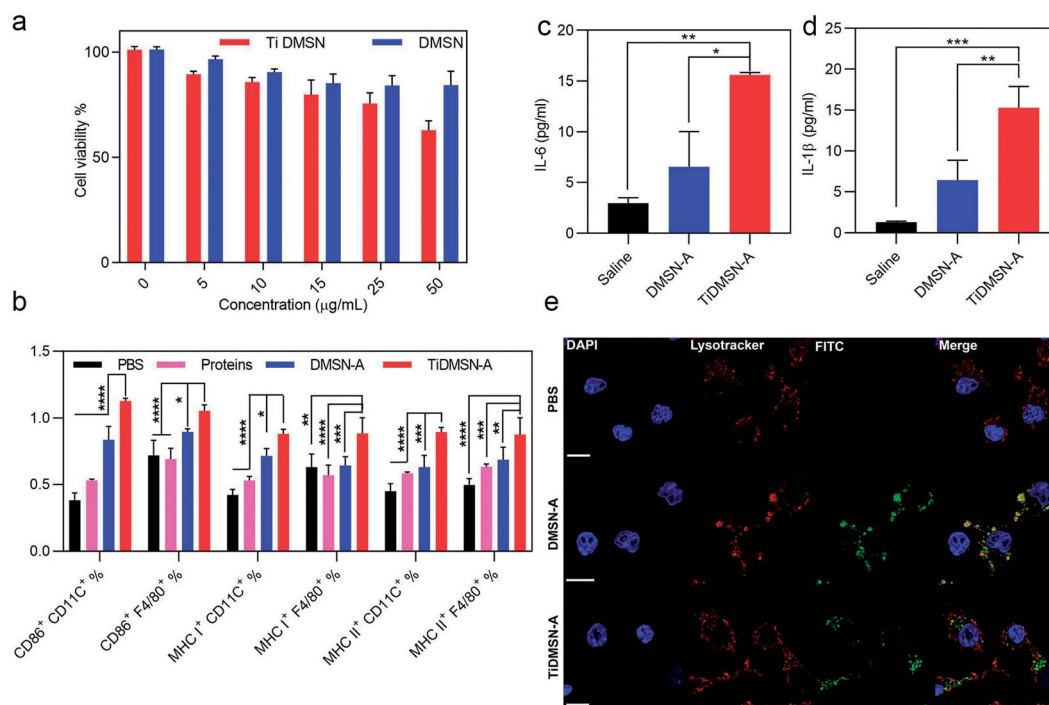 a
Ti DMSN
DMSN
100
50
0
Cell viability %
0
5
10
15
25
50
Concentration (μg/mL)
c
**
*
20
15
10
5
0
IL-6 (pg/ml)
Saline
DMSN-A
TiDMSN-A
d
***
**
25
20
15
10
5
0
IL-1β (pg/ml)
Saline
DMSN-A
TiDMSN-A
b
PBS
Proteins
DMSN-A
TiDMSN-A
1.5
1.0
0.5
0.0
****
****
*
****
*
**
****
***
****
***
****
***
**
CD86⁺ CD11C⁺ %
CD86⁺ F4/80⁺ %
MHC I⁺ CD11C⁺ %
MHC I⁺ F4/80⁺ %
MHC II⁺ CD11C⁺ %
MHC II⁺ F4/80⁺ %
e
DAPI
Lysotracker
FITC
Merge
PBS
DMSN-A
TiDMSN-A